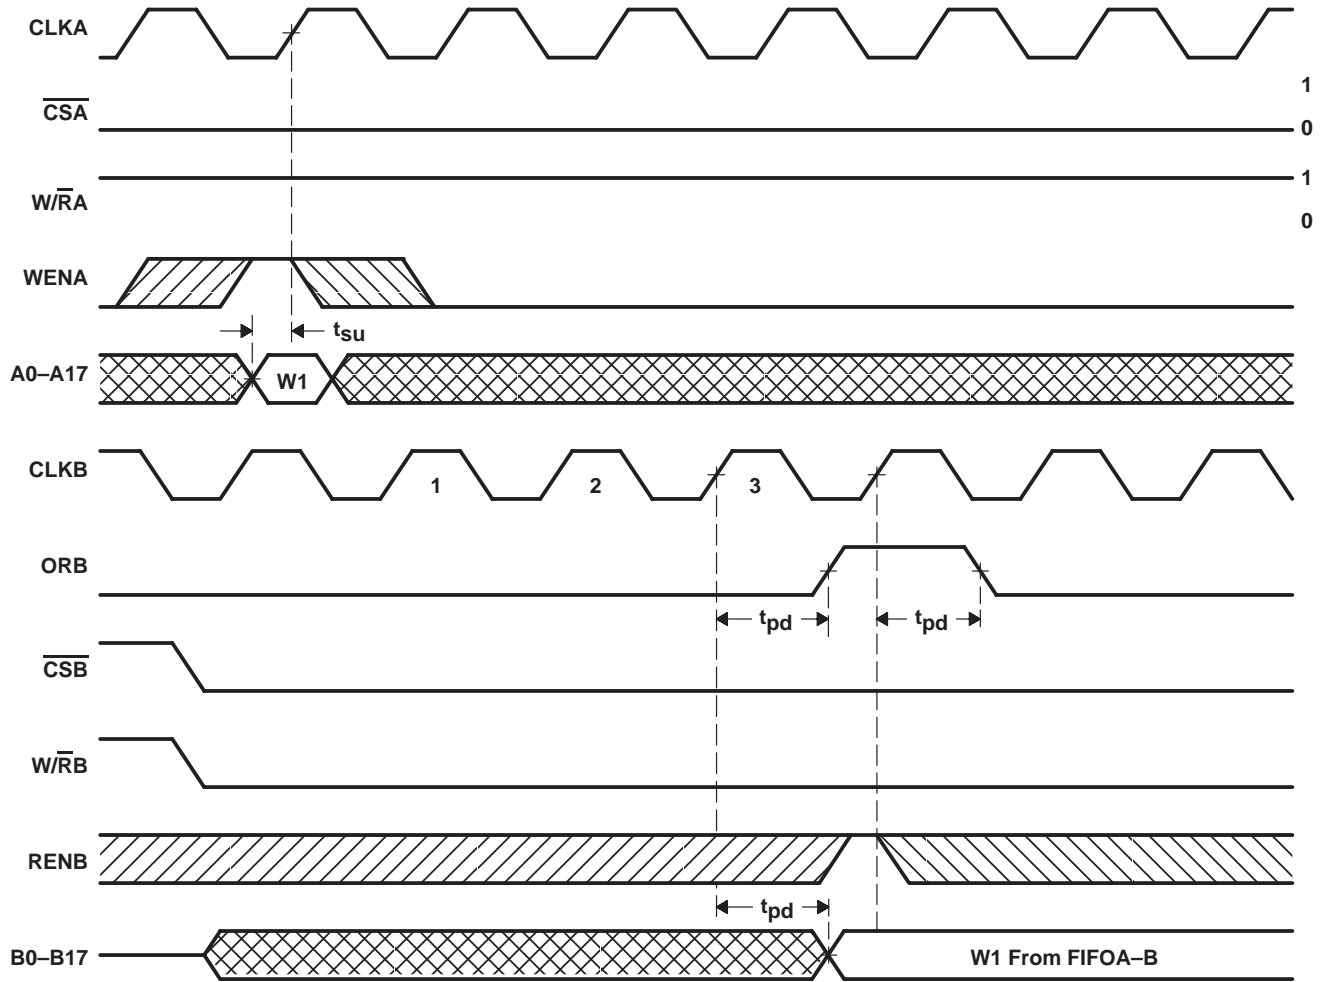 CLKA
1
CSA
0
1
W/RA
0
WENA
tsu
A0–A17
W1
CLKB
1 2 3
ORB
tpd tpd
CSB
W/RB
RENB
tpd
B0–B17
W1 From FIFOA–B